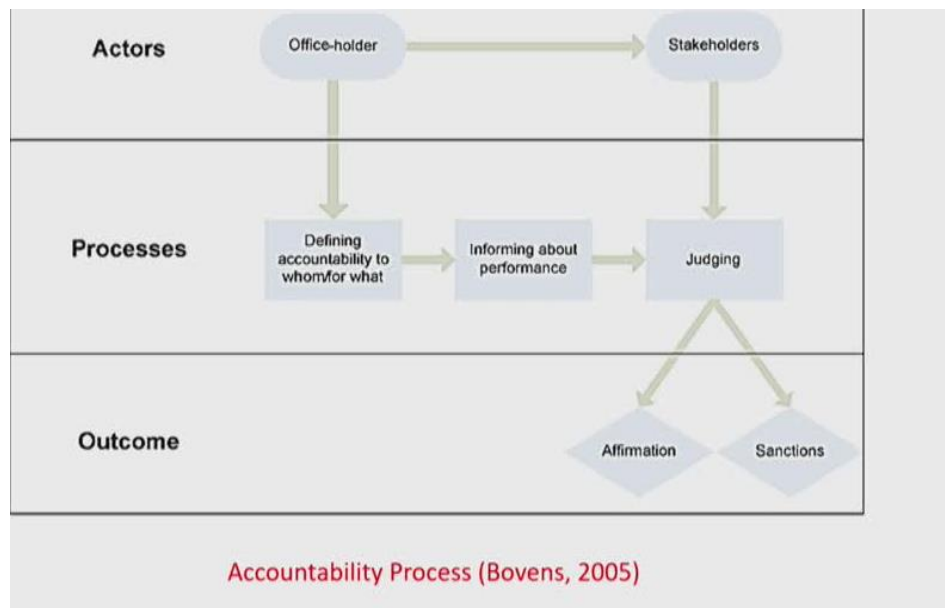 Actors
Office-holder
Stakeholders
Processes
Defining
accountability to
whom/for what
Informing about
performance
Judging
Outcome
Affirmation
Sanctions
Accountability Process (Bovens, 2005)